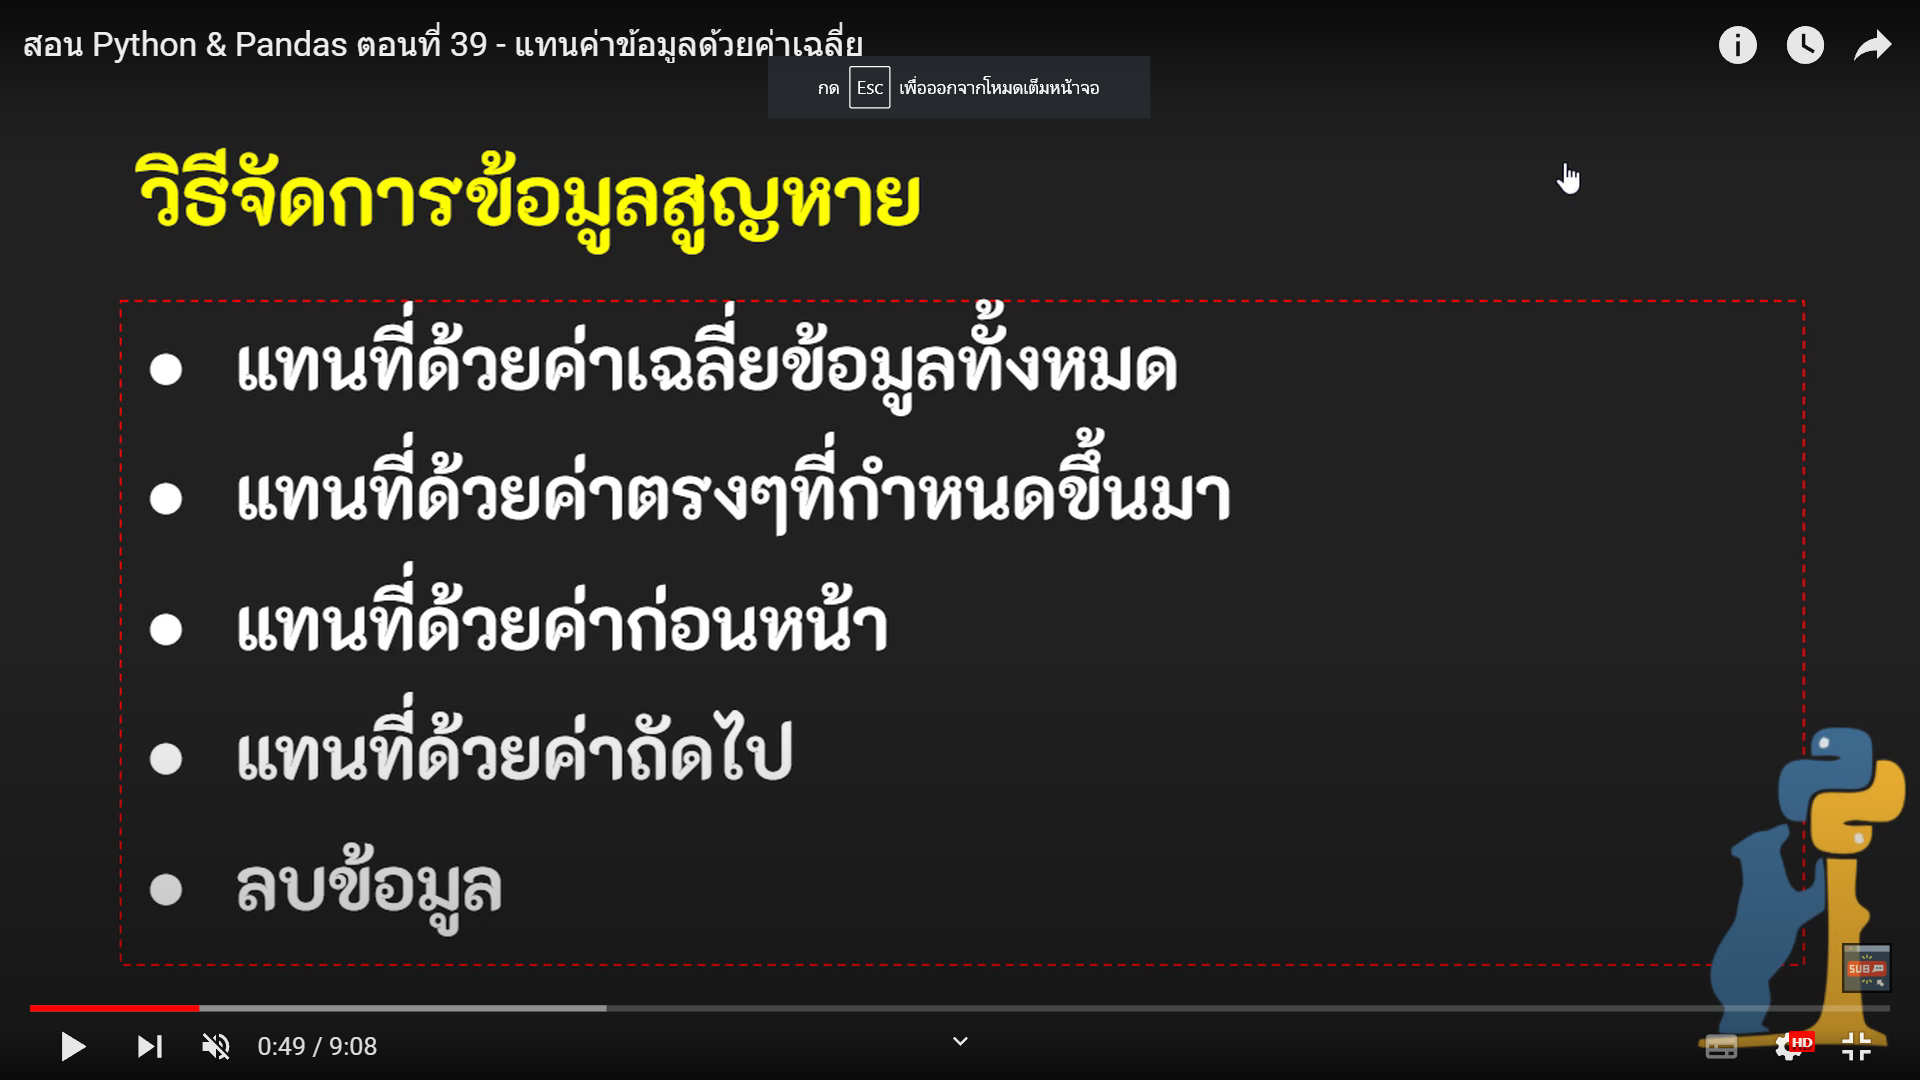 สอน Python & Pandas ตอนที่ 39 - แทนค่าข้อมูลด้วยค่าเฉลี่ย
กด Esc เพื่อออกจากโหมดเต็มหน้าจอ
วิธีจัดการข้อมูลสูญหาย
● แทนที่ด้วยค่าเฉลี่ยข้อมูลทั้งหมด
● แทนที่ด้วยค่าตรงๆที่กำหนดขึ้นมา
● แทนที่ด้วยค่าก่อนหน้า
● แทนที่ด้วยค่าถัดไป
● ลบข้อมูล
SUB
0:49 / 9:08
HD